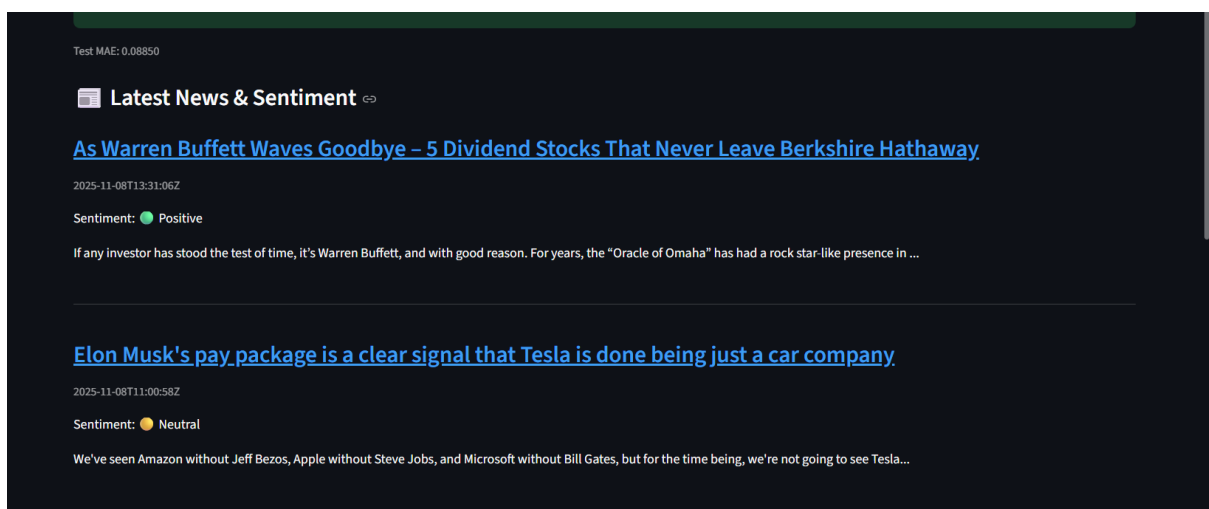 Test MAE: 0.08850
Latest News & Sentiment
As Warren Buffett Waves Goodbye – 5 Dividend Stocks That Never Leave Berkshire Hathaway
2025-11-08T13:31:06Z
Sentiment: Positive
If any investor has stood the test of time, it’s Warren Buffett, and with good reason. For years, the “Oracle of Omaha” has had a rock star-like presence in ...
Elon Musk's pay package is a clear signal that Tesla is done being just a car company
2025-11-08T11:00:58Z
Sentiment: Neutral
We've seen Amazon without Jeff Bezos, Apple without Steve Jobs, and Microsoft without Bill Gates, but for the time being, we're not going to see Tesla...